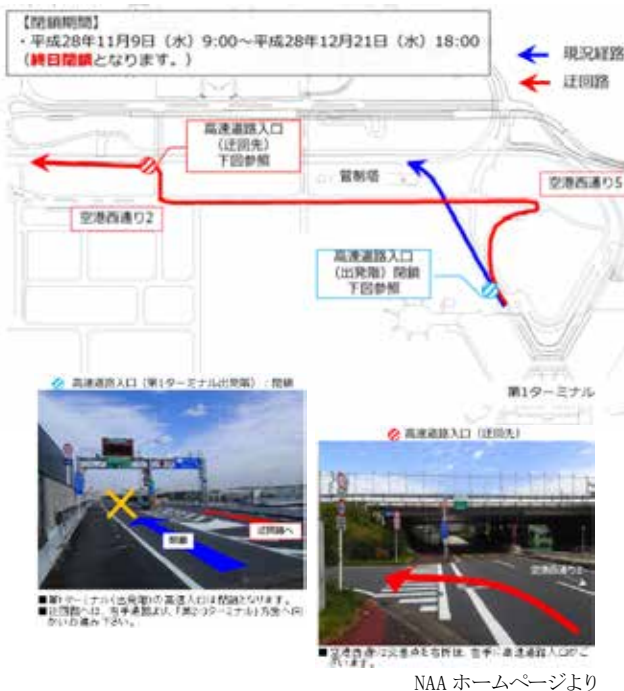 【閉鎖期間】
・平成28年11月9日（水）9:00～平成28年12月21日（水）18:00
（終日閉鎖となります。）
現況経路
迂回路
高速道路入口
（迂回先）
下図参照
管制塔
空港西通り5
空港西通り2
高速道路入口
（出発階）閉鎖
下図参照
第1ターミナル
高速道路入口（第1ターミナル出発階）：閉鎖
高速道路入口（迂回先）
閉鎖
迂回路へ
空港西通り2
■第1ターミナル（出発階）の高速入口は閉鎖となります。
■迂回路へは、右手通路より、「第2・3ターミナル」方面へ向
かいお進み下さい。
■空港西通り2交差点を右折後、左手に高速道路入口がご
ざいます。
NAA ホームページより